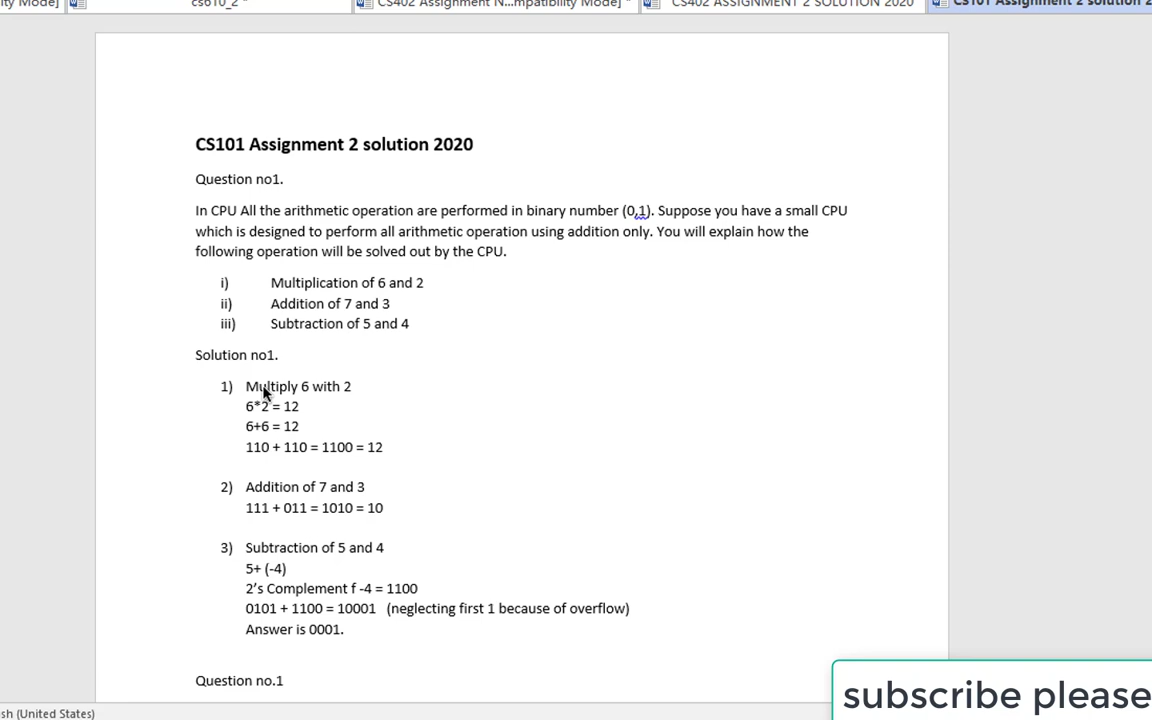 ity Mode]
cs610_2 *
CS402 Assignment N...mpatibility Mode] *
CS402 ASSIGNMENT 2 SOLUTION 2020
CS101 Assignment 2 solution 2
CS101 Assignment 2 solution 2020
Question no1.
In CPU All the arithmetic operation are performed in binary number (0,1). Suppose you have a small CPU
which is designed to perform all arithmetic operation using addition only. You will explain how the
following operation will be solved out by the CPU.
i) Multiplication of 6 and 2
ii) Addition of 7 and 3
iii) Subtraction of 5 and 4
Solution no1.
1) Multiply 6 with 2
6*2 = 12
6+6 = 12
110 + 110 = 1100 = 12
2) Addition of 7 and 3
111 + 011 = 1010 = 10
3) Subtraction of 5 and 4
5+ (-4)
2’s Complement f -4 = 1100
0101 + 1100 = 10001 (neglecting first 1 because of overflow)
Answer is 0001.
Question no.1
subscribe please
sh (United States)